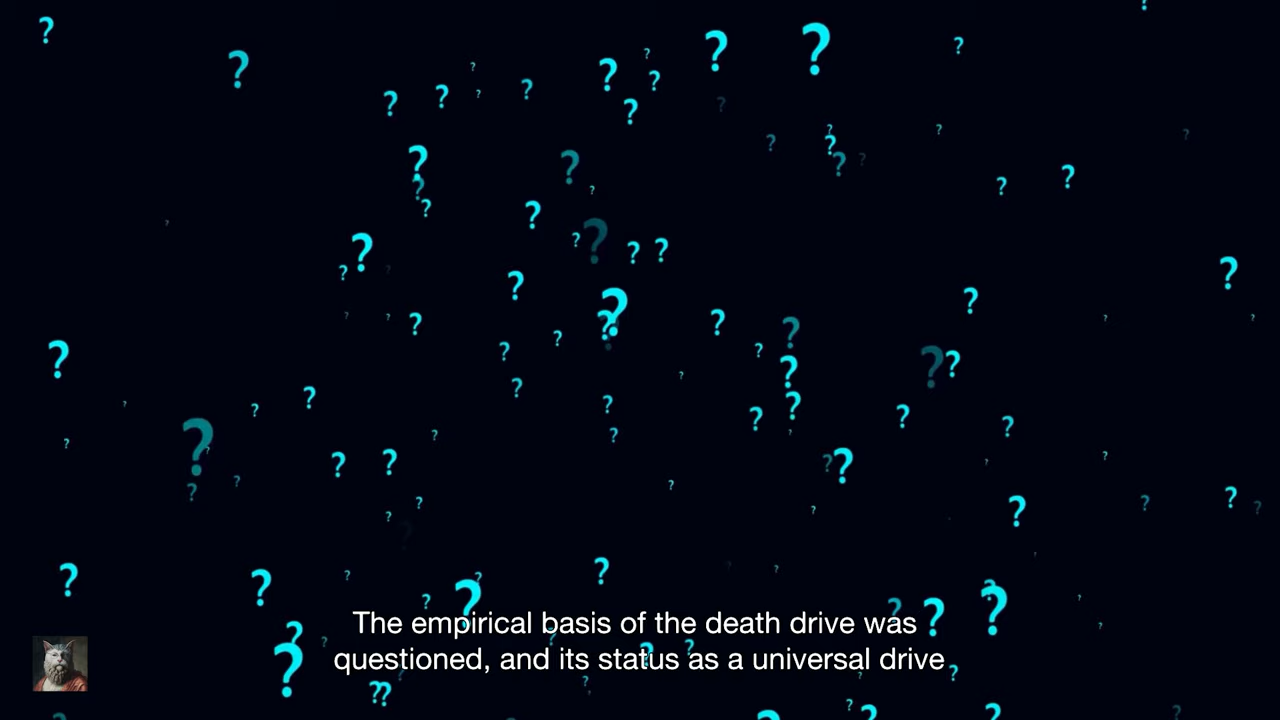 The empirical basis of the death drive was
questioned, and its status as a universal drive